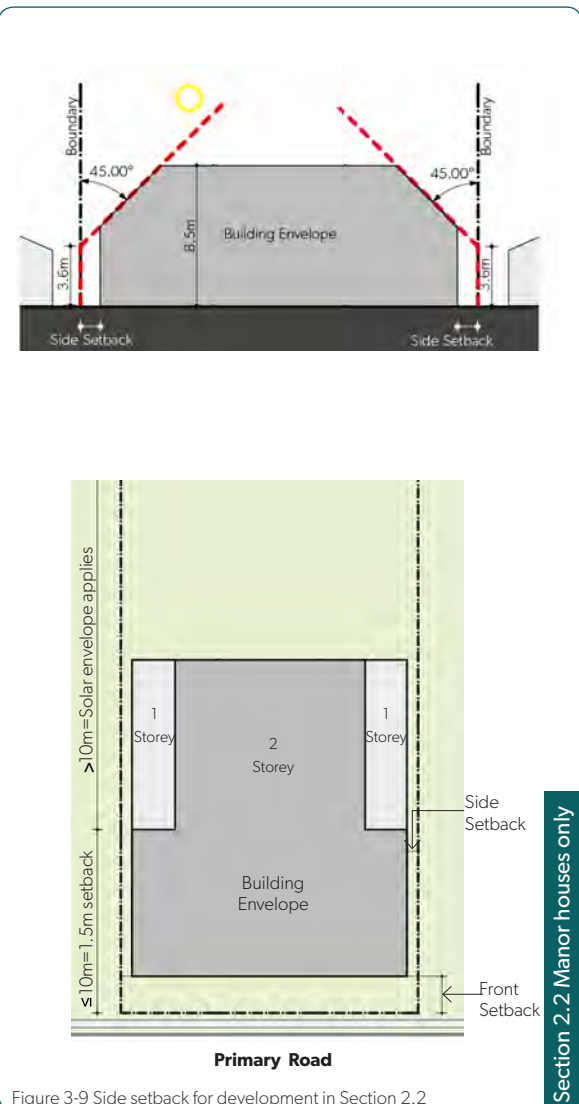 Boundary
Boundary
45.00°
45.00°
8.5m
Building Envelope
3.6m
3.6m
Side Setback
Side Setback
>10m=Solar envelope applies
1
Storey
2
Storey
1
Storey
Side
Setback
≤10m=1.5m setback
Building
Envelope
Front
Setback
Primary Road
Figure 3-9 Side setback for development in Section 2.2
Section 2.2 Manor houses only